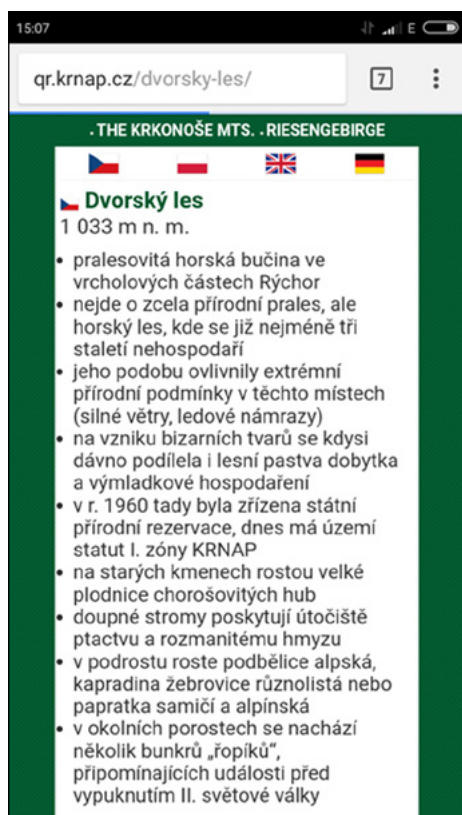 15:07
E
qr.krnap.cz/dvorsky-les/
7
. THE KRKONOŠE MTS. . RIESENGEBIRGE
Dvorský les
1 033 m n. m.
• pralesovitá horská bučina ve
vrcholových částech Rýchor
• nejde o zcela přírodní prales, ale
horský les, kde se již nejméně tři
staletí nehospodaří
• jeho podobu ovlivnily extrémní
přírodní podmínky v těchto místech
(silné větry, ledové námrazy)
• na vzniku bizarních tvarů se kdysi
dávno podílela i lesní pastva dobytka
a výmladkové hospodaření
• v r. 1960 tady byla zřízena státní
přírodní rezervace, dnes má území
statut I. zóny KRNAP
• na starých kmenech rostou velké
plodnice chorošovitých hub
• doupné stromy poskytují útočiště
ptactvu a rozmanitému hmyzu
• v podrostu roste podbělice alpská,
kapradina žebrovice různolistá nebo
papratka samičí a alpínská
• v okolních porostech se nachází
několik bunkrů „řopíků“,
připomínajících události před
vypuknutím II. světové války